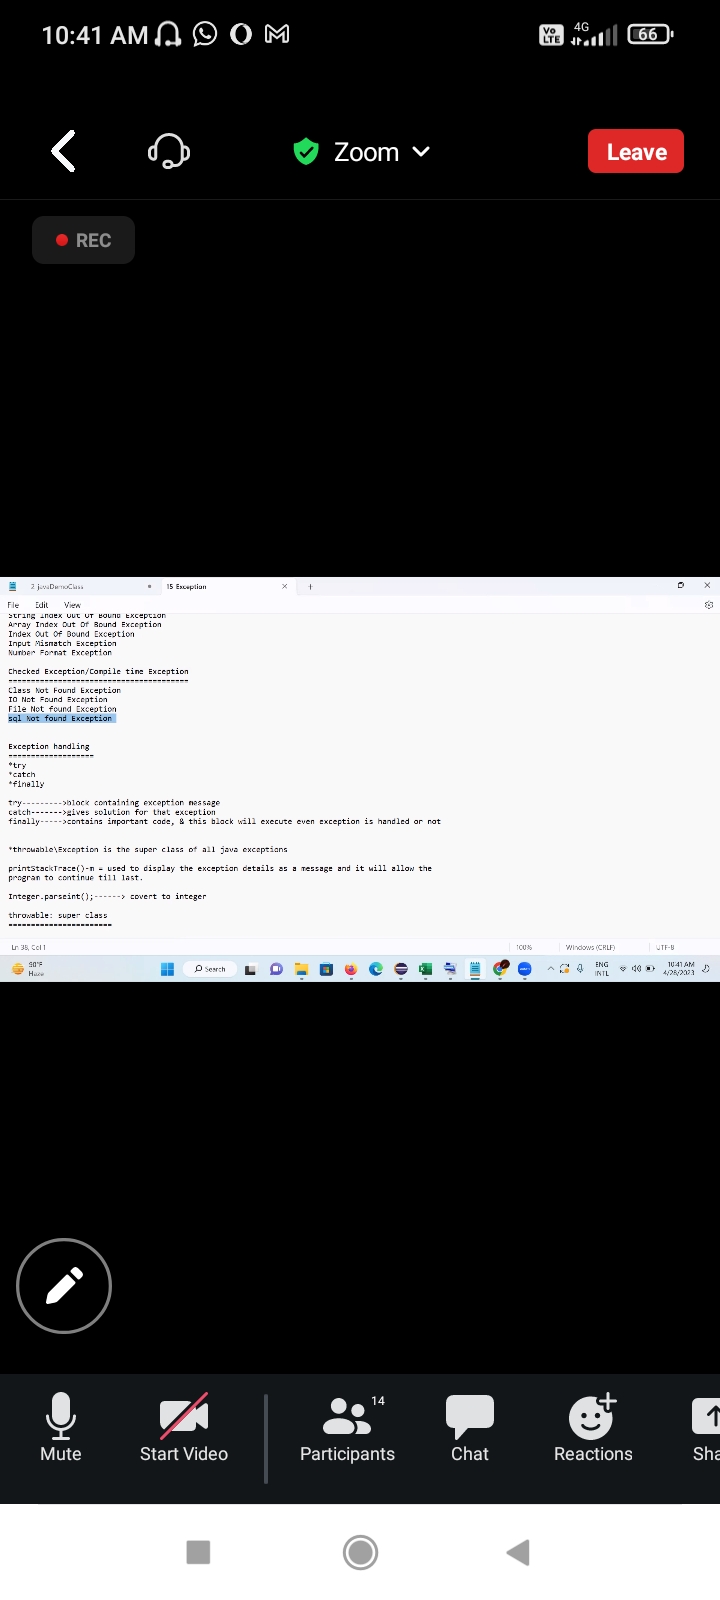 10:41 AM
Vo LTE 4G 66
Zoom
Leave
REC
2 javaDemoClass
15 Exception
File Edit View
String Index Out Of Bound Exception
Array Index Out Of Bound Exception
Index Out Of Bound Exception
Input Mismatch Exception
Number Format Exception
Checked Exception/Compile time Exception
========================================
Class Not Found Exception
IO Not Found Exception
File Not found Exception
sql Not found Exception
Exception handling
===================
*try
*catch
*finally
try--------->block containing exception message
catch------->gives solution for that exception
finally----->contains important code, & this block will execute even exception is handled or not
*throwable\Exception is the super class of all java exceptions
printStackTrace()-m = used to display the exception details as a message and it will allow the
program to continue till last.
Integer.parseint();------> covert to integer
throwable: super class
=======================
Ln 38, Col 1
100%
Windows (CRLF)
UTF-8
90°F
Haze
Search
ENG
INTL
10:41 AM
4/28/2023
14
Mute
Start Video
Participants
Chat
Reactions
Sha